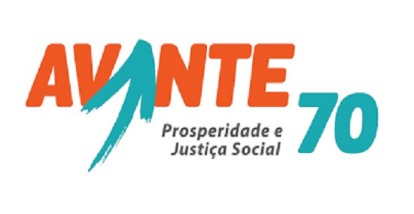 AVANTE
70
Prosperidade e
Justiça Social